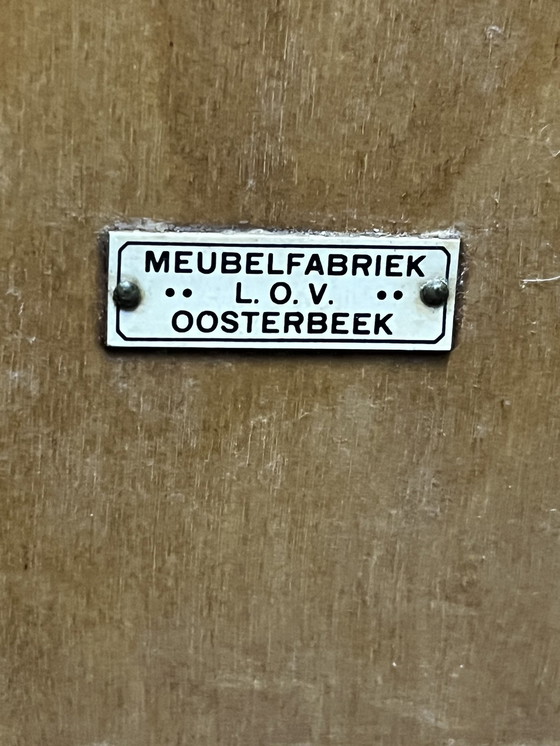 MEUBELFABRIEK
•• L. O. V. ••
OOSTERBEEK